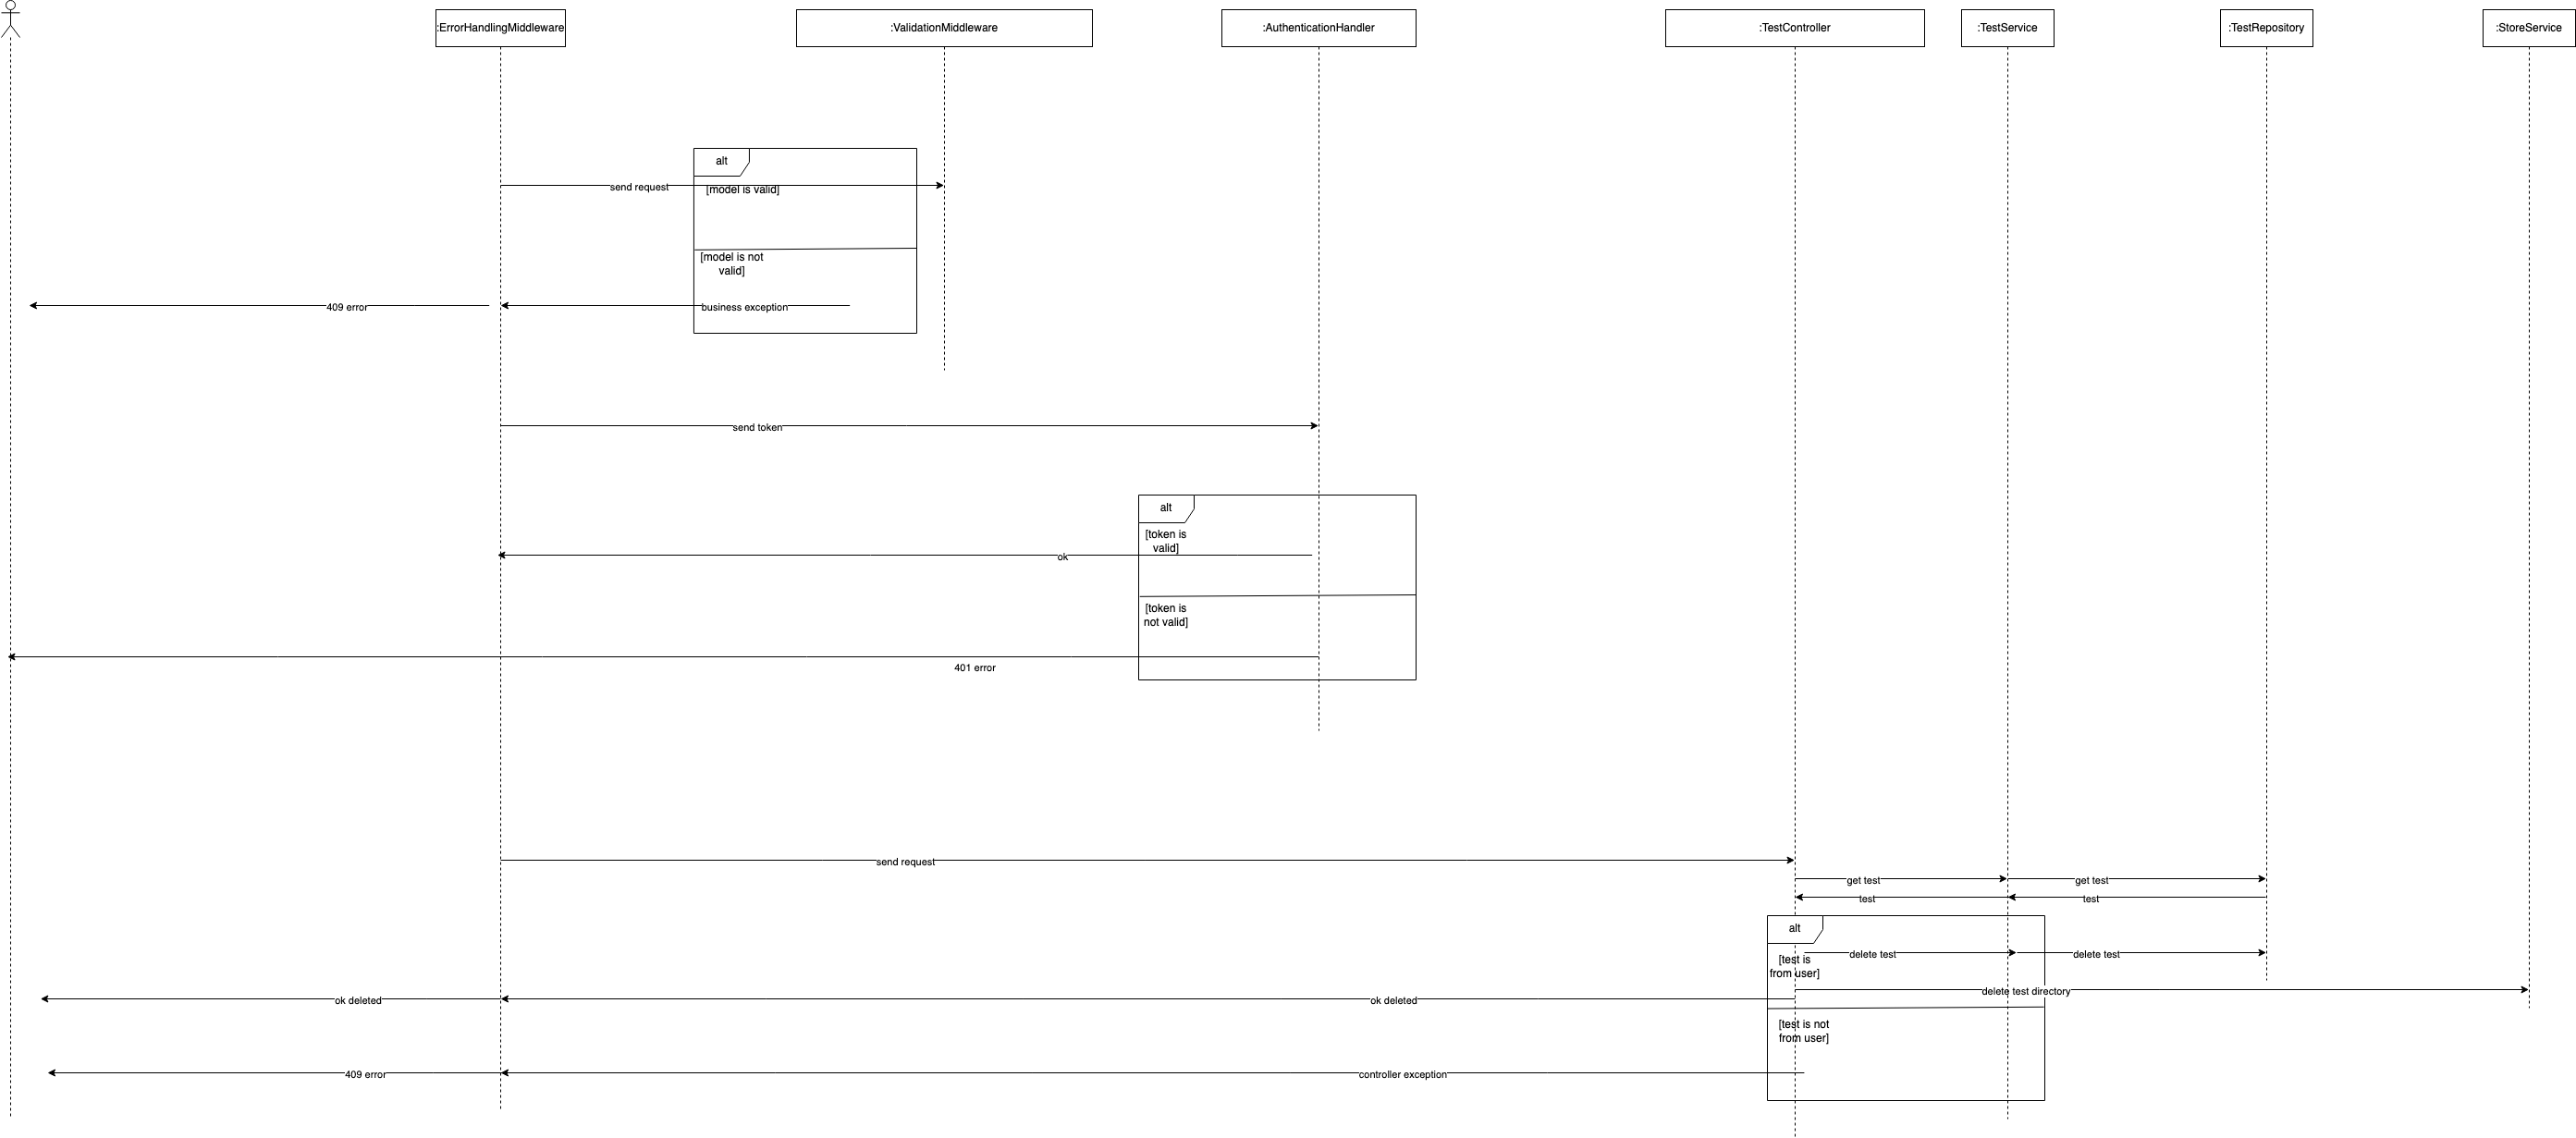 :ErrorHandlingMiddleware
:ValidationMiddleware
:AuthenticationHandler
:TestController
:TestService
:TestRepository
:StoreService
alt
send request
[model is valid]
[model is not
valid]
409 error
business exception
send token
alt
[token is
valid]
ok
[token is
not valid]
401 error
send request
get test
get test
test
test
alt
delete test
delete test
[test is
from user]
delete test directory
ok deleted
ok deleted
[test is not
from user]
409 error
controller exception